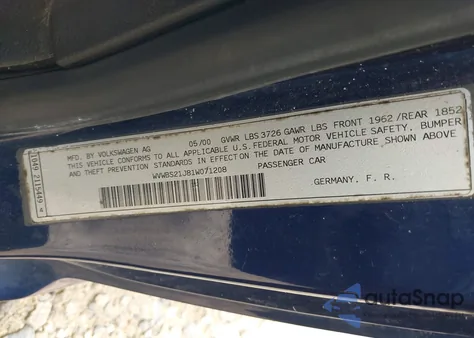 MFD. BY VOLKSWAGEN AG 05/00 GVWR LBS 3726 GAWR LBS FRONT 1962/REAR 1852
THIS VEHICLE CONFORMS TO ALL APPLICABLE U.S.FEDERAL MOTOR VEHICLE SAFETY, BUMPER
AND THEFT PREVENTION STANDARDS IN EFFECT ON THE DATE OF MANUFACTURE SHOWN ABOVE
WVWBS21J81W071208 PASSENGER CAR
GERMANY, F. R.
autoSnap